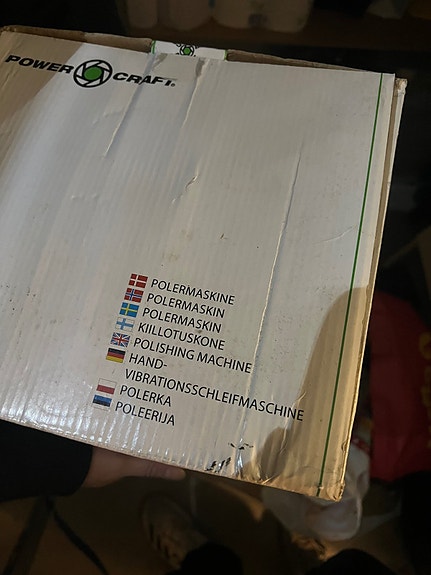 POWER CRAFT®
POLERMASKINE
POLERMASKIN
POLERMASKIN
KIILLOTUSKONE
POLISHING MACHINE
HAND-
VIBRATIONSSCHLEIFMASCHINE
POLERKA
POLEERIJA